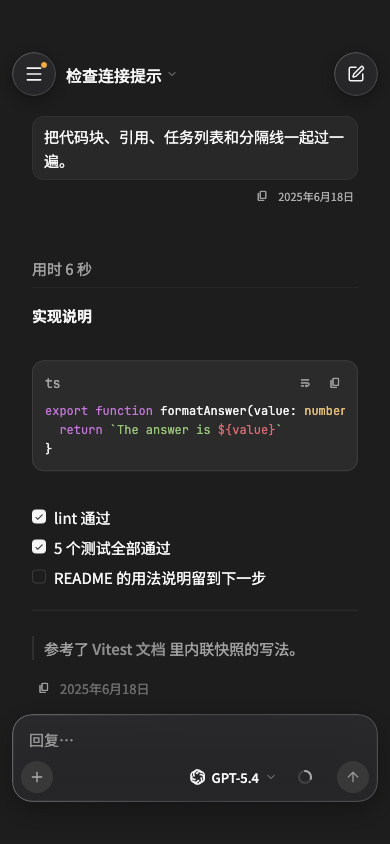 检查连接提示
把代码块、引用、任务列表和分隔线一起过一
遍。
2025年6月18日
用时 6 秒
实现说明
ts
export function formatAnswer(value: number
return `The answer is ${value}`
}
lint 通过
5 个测试全部通过
README 的用法说明留到下一步
参考了 Vitest 文档 里内联快照的写法。
2025年6月18日
回复…
GPT-5.4